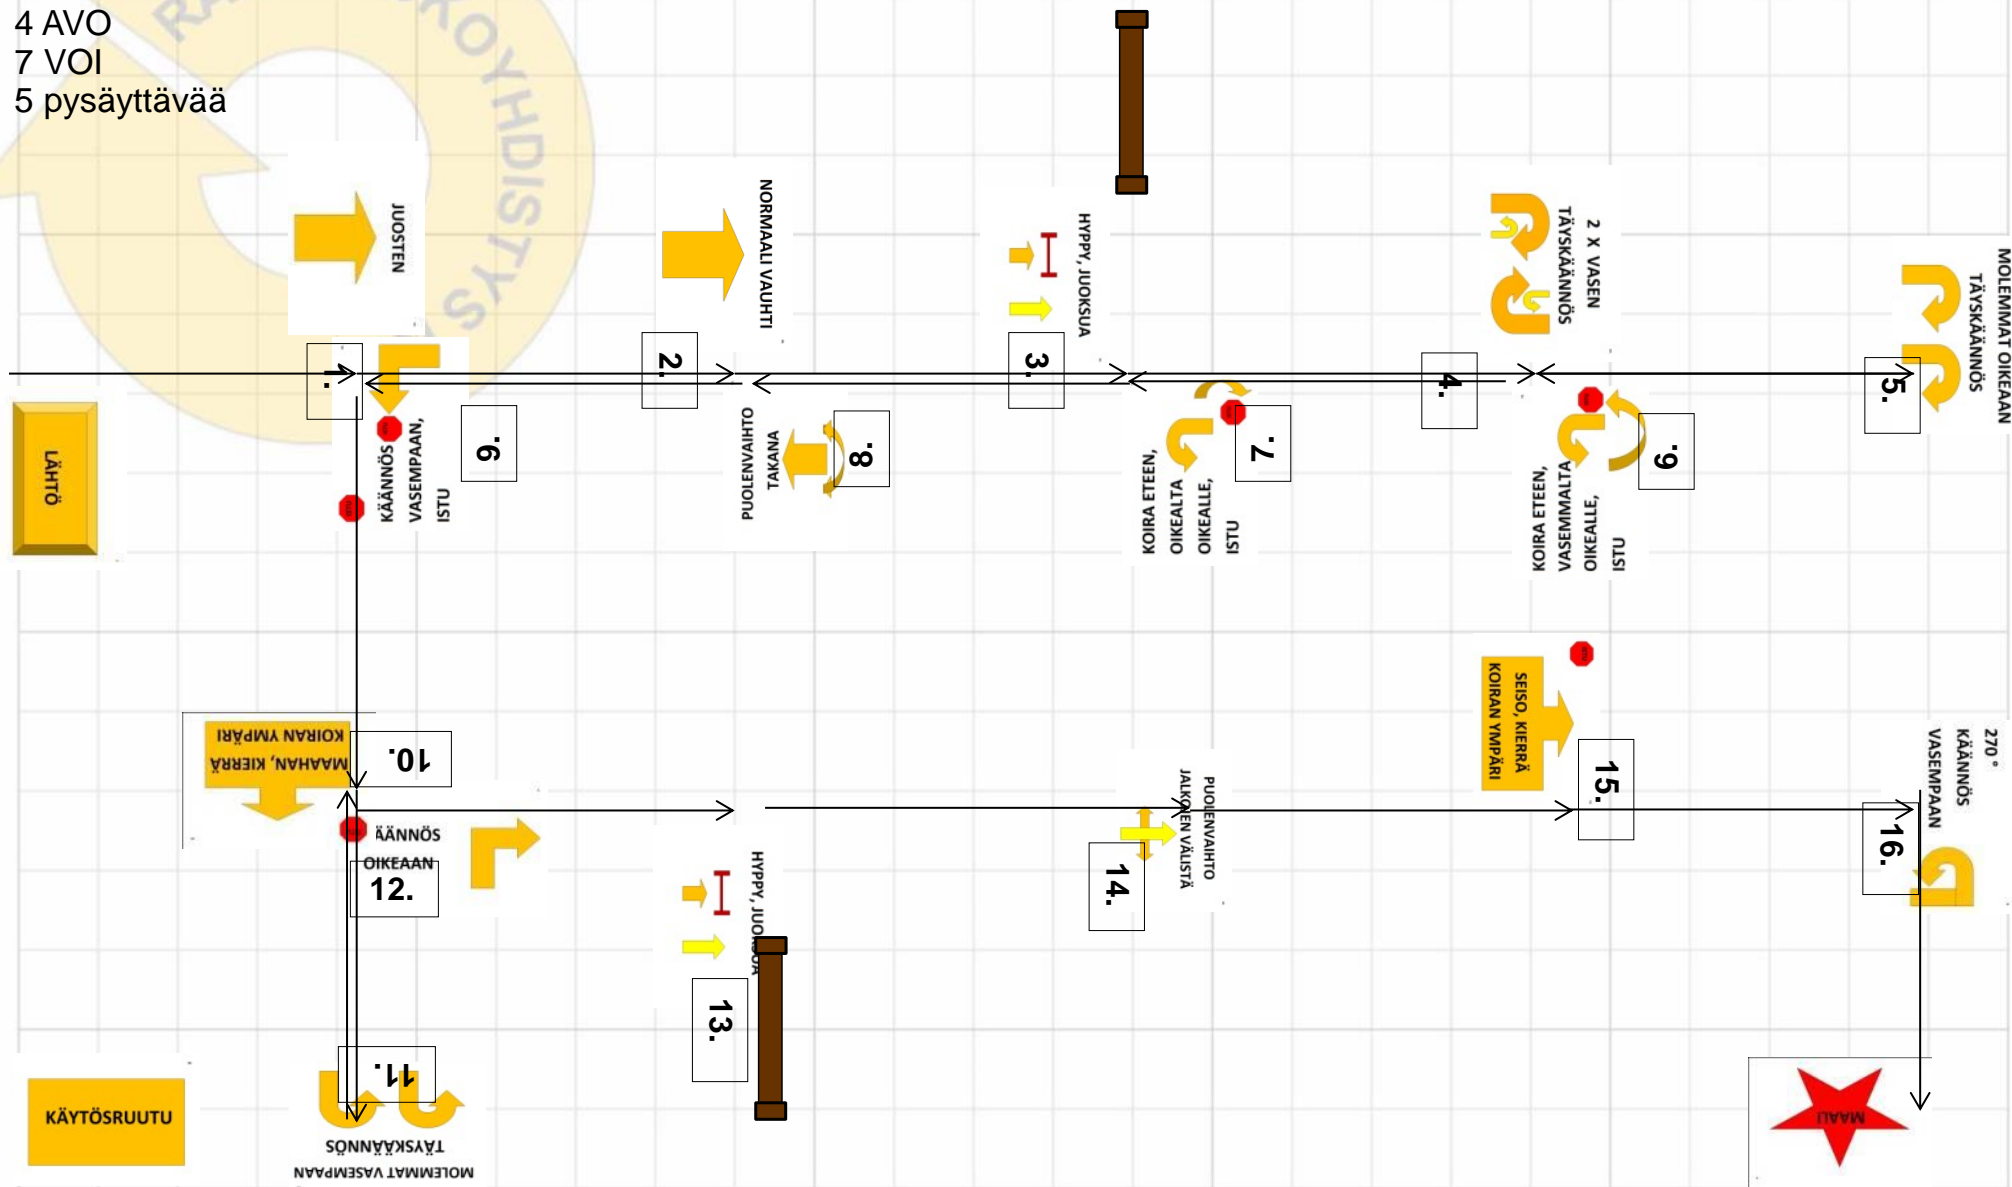 4 AVO
7 VOI
5 pysäyttävää
KOYHDISTYS
LÄHTÖ
1.
JUOSTEN
2.
NORMAALI VAUHTI
3.
HYPPY, JUOKSUA
4.
2 X VASEN
TÄYSKÄÄNNÖS
5.
MOLEMMAT OIKEAAN
TÄYSKÄÄNNÖS
6.
KOIRA ETEEN,
VASEMMALTA
OIKEALLE,
ISTU
7.
KOIRA ETEEN,
OIKEALTA
OIKEALLE,
ISTU
8.
PUOLENVAIHTO
TAKANA
9.
KÄÄNNÖS
VASEMPAAN,
ISTU
10.
MAAHAN, KIERRÄ
KOIRAN YMPÄRI
11.
MOLEMMAT VASEMPAAN
TÄYSKÄÄNNÖS
12.
ÄÄNNÖS
OIKEAAN
13.
HYPPY, JUOKSUA
14.
PUOLENVAIHTO
JALKOJEN VÄLISTÄ
15.
SEISO, KIERRÄ
KOIRAN YMPÄRI
16.
270 °
KÄÄNNÖS
VASEMPAAN
MAALI
KÄYTÖSRUUTU